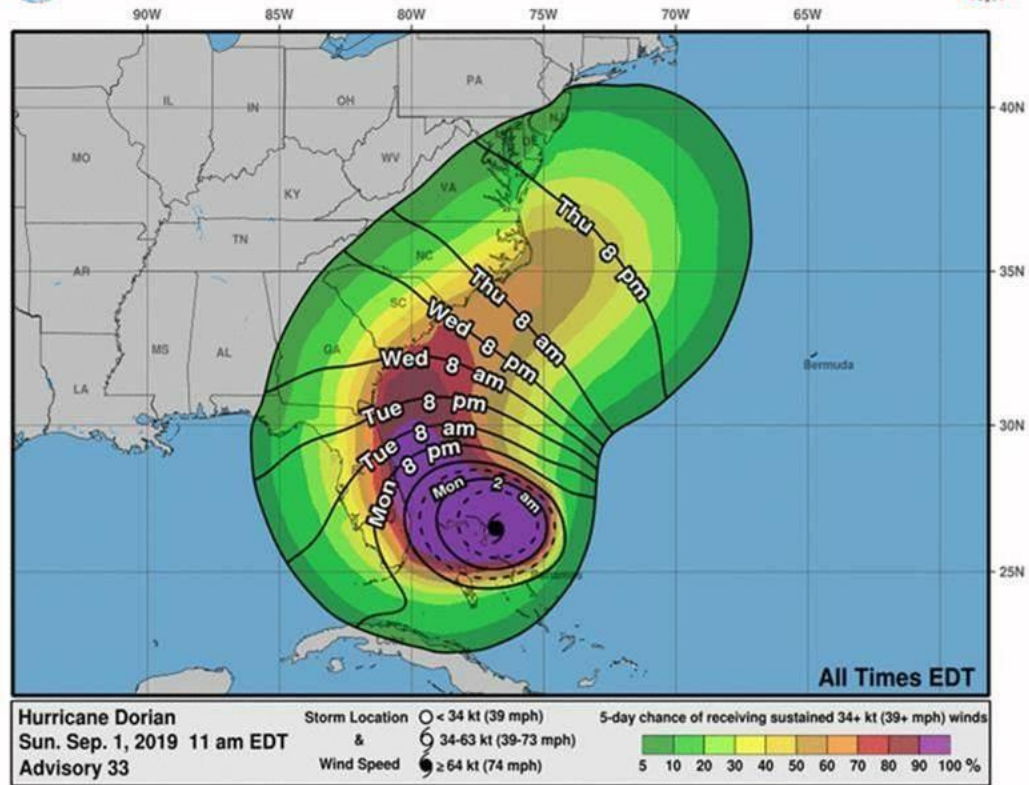 90W 85W 80W 75W 70W 65W
PA
40N
IL IN OH NJ
DE
MO WV
VA
KY
Thu 8 pm
TN
NC
35N
AR
Thu 8 am
SC
Wed 8 pm
MS AL GA
Wed 8 am
Bermuda
LA
Tue 8 pm
30N
Tue 8 am
Mon 8 pm
Mon 2 am
25N
All Times EDT
Hurricane Dorian
Sun. Sep. 1, 2019 11 am EDT
Advisory 33
Storm Location
&
Wind Speed
< 34 kt (39 mph)
34-63 kt (39-73 mph)
≥ 64 kt (74 mph)
5-day chance of receiving sustained 34+ kt (39+ mph) winds
5 10 20 30 40 50 60 70 80 90 100 %